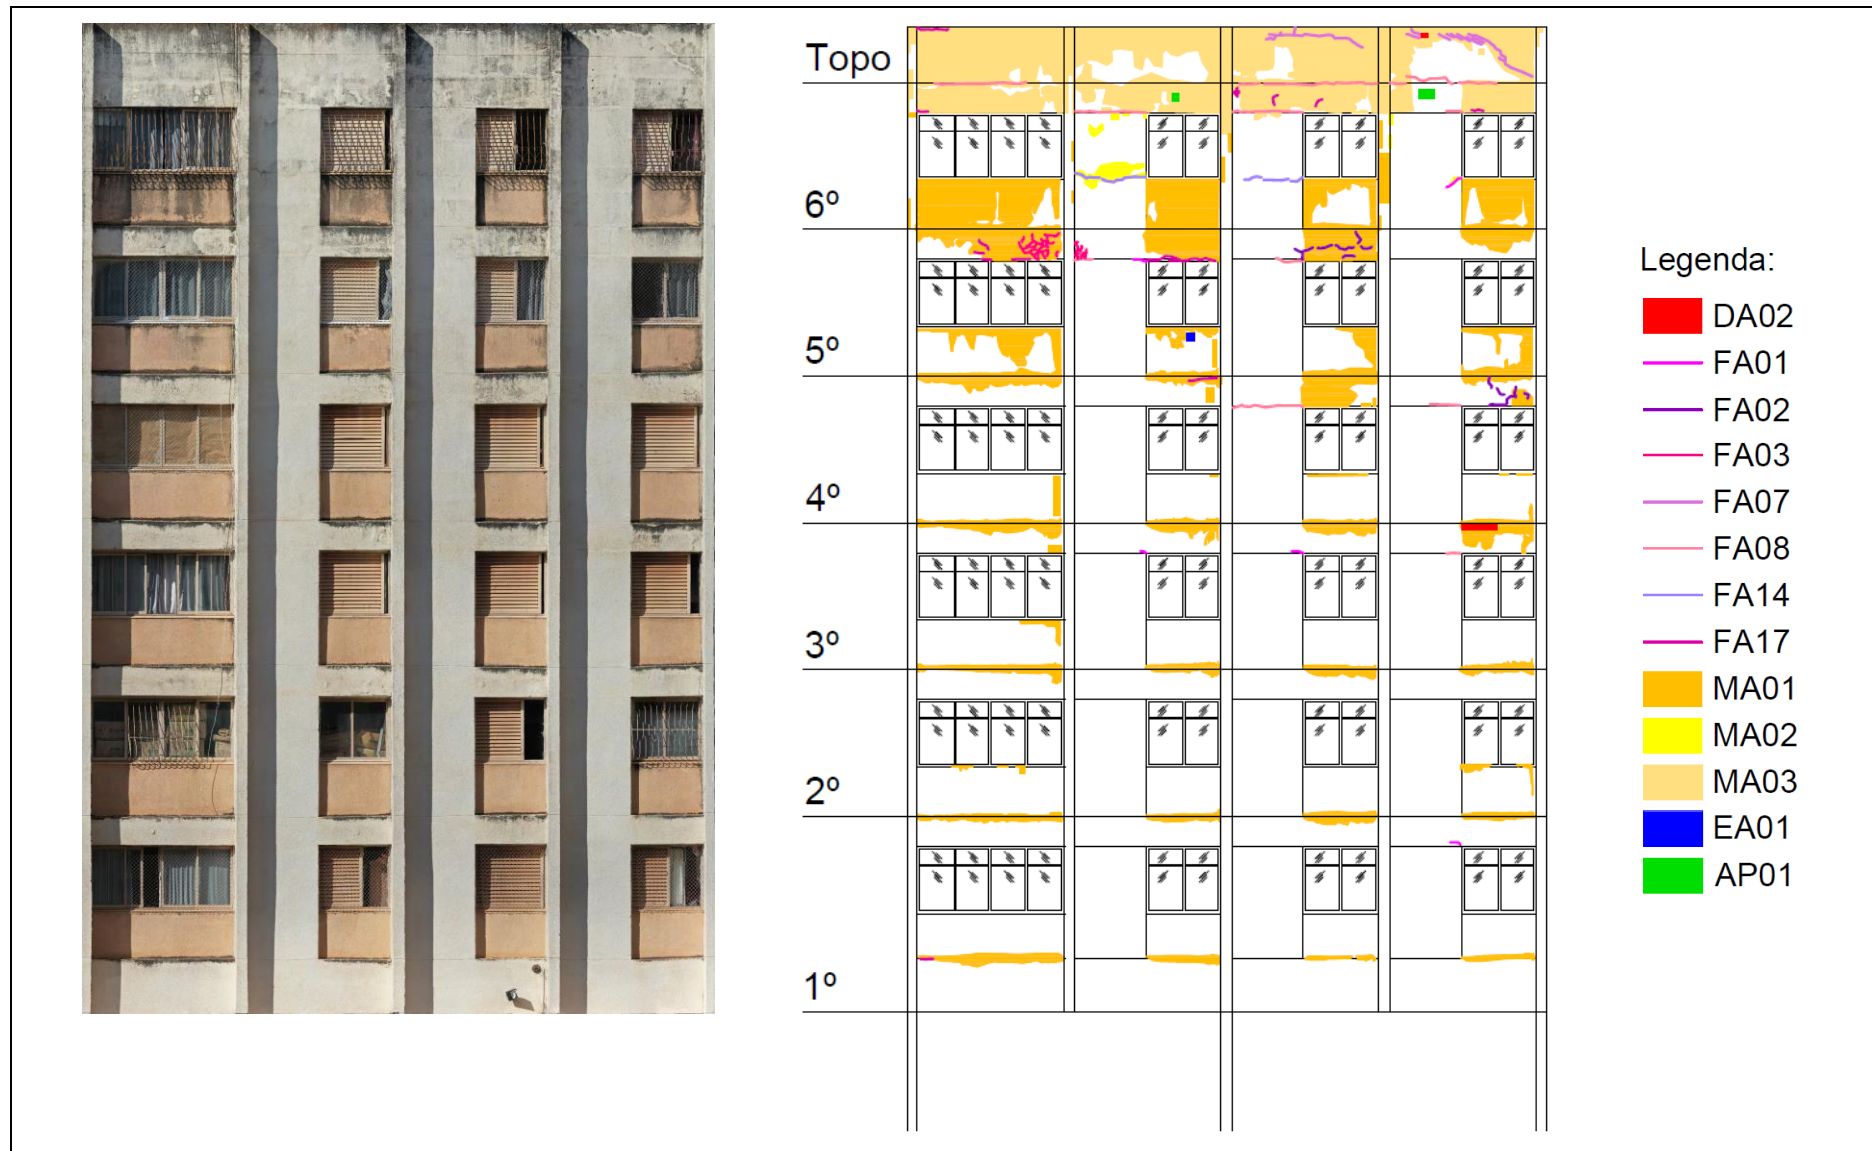 Topo
6º
5º
4º
3º
2º
1º
Legenda:
DA02
FA01
FA02
FA03
FA07
FA08
FA14
FA17
MA01
MA02
MA03
EA01
AP01